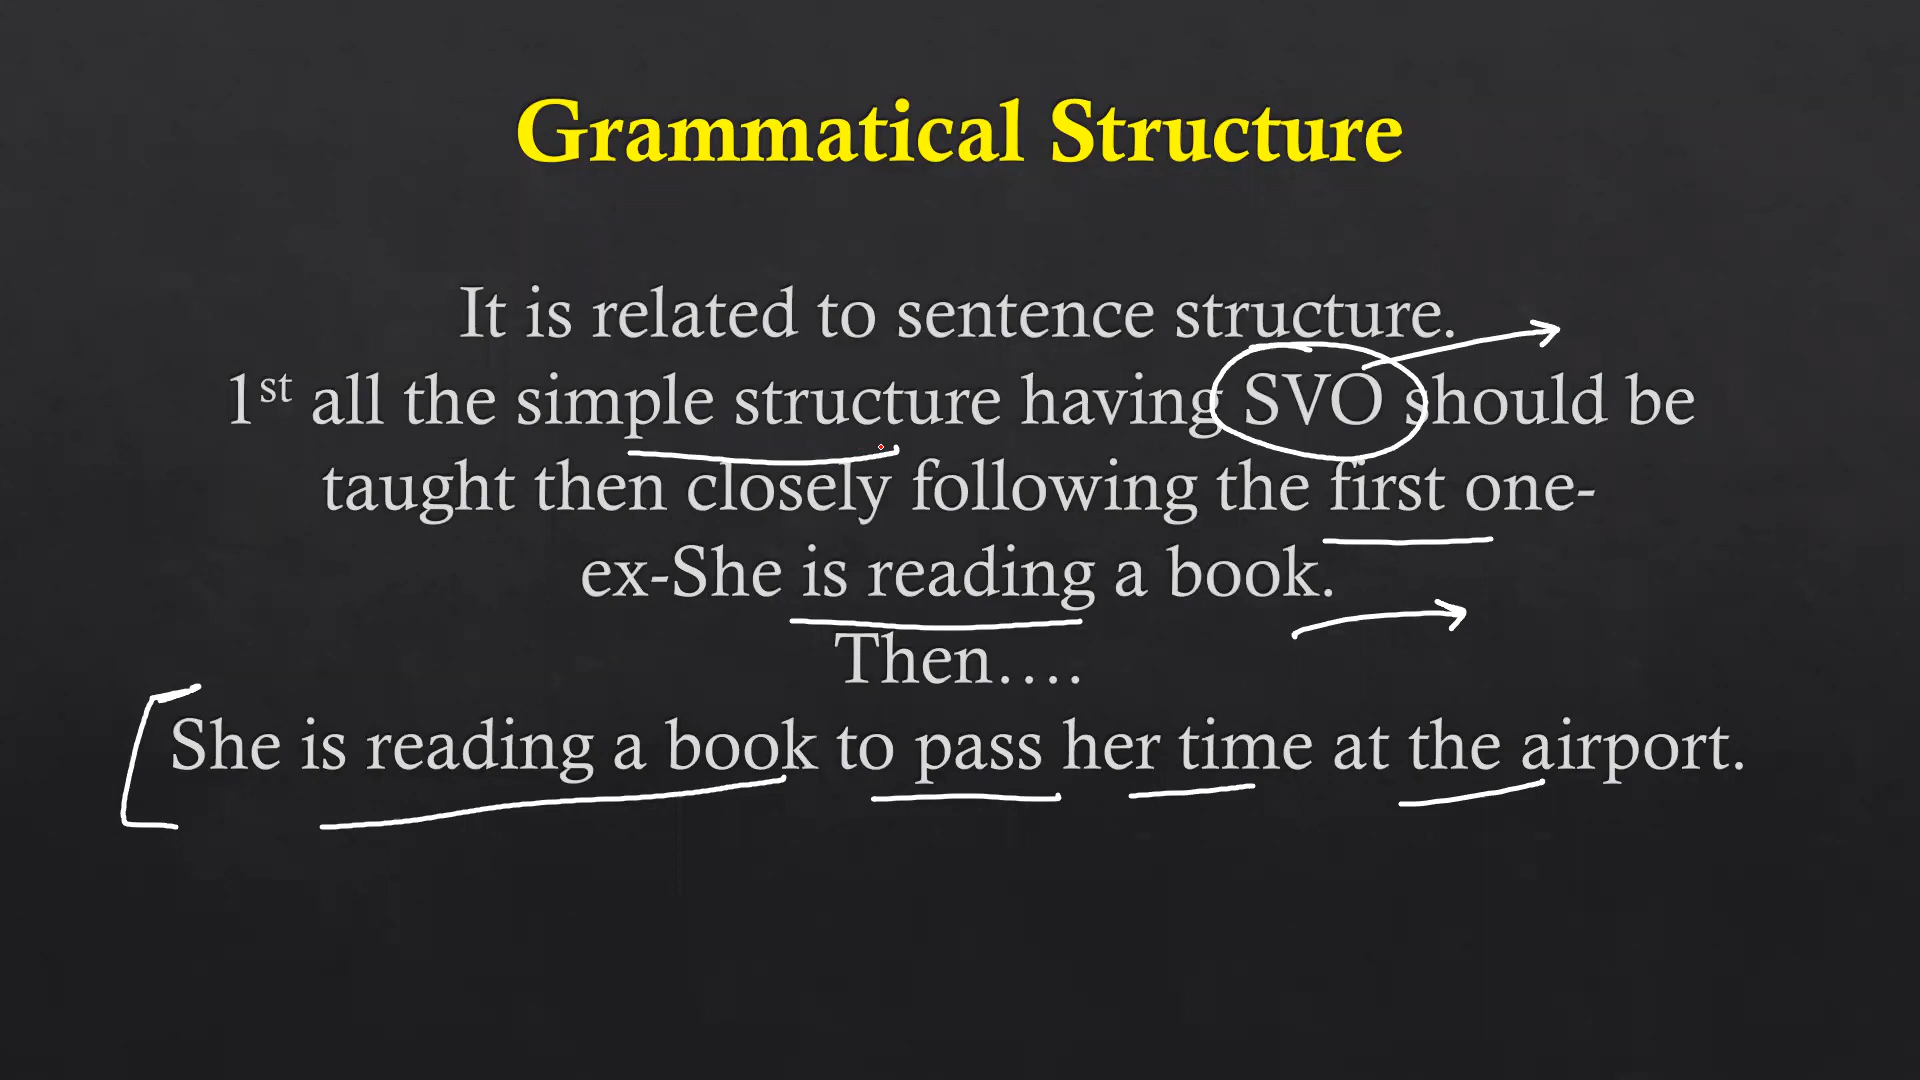 Grammatical Structure
It is related to sentence structure.
1st all the simple structure having SVO should be
taught then closely following the first one-
ex-She is reading a book.
Then....
She is reading a book to pass her time at the airport.